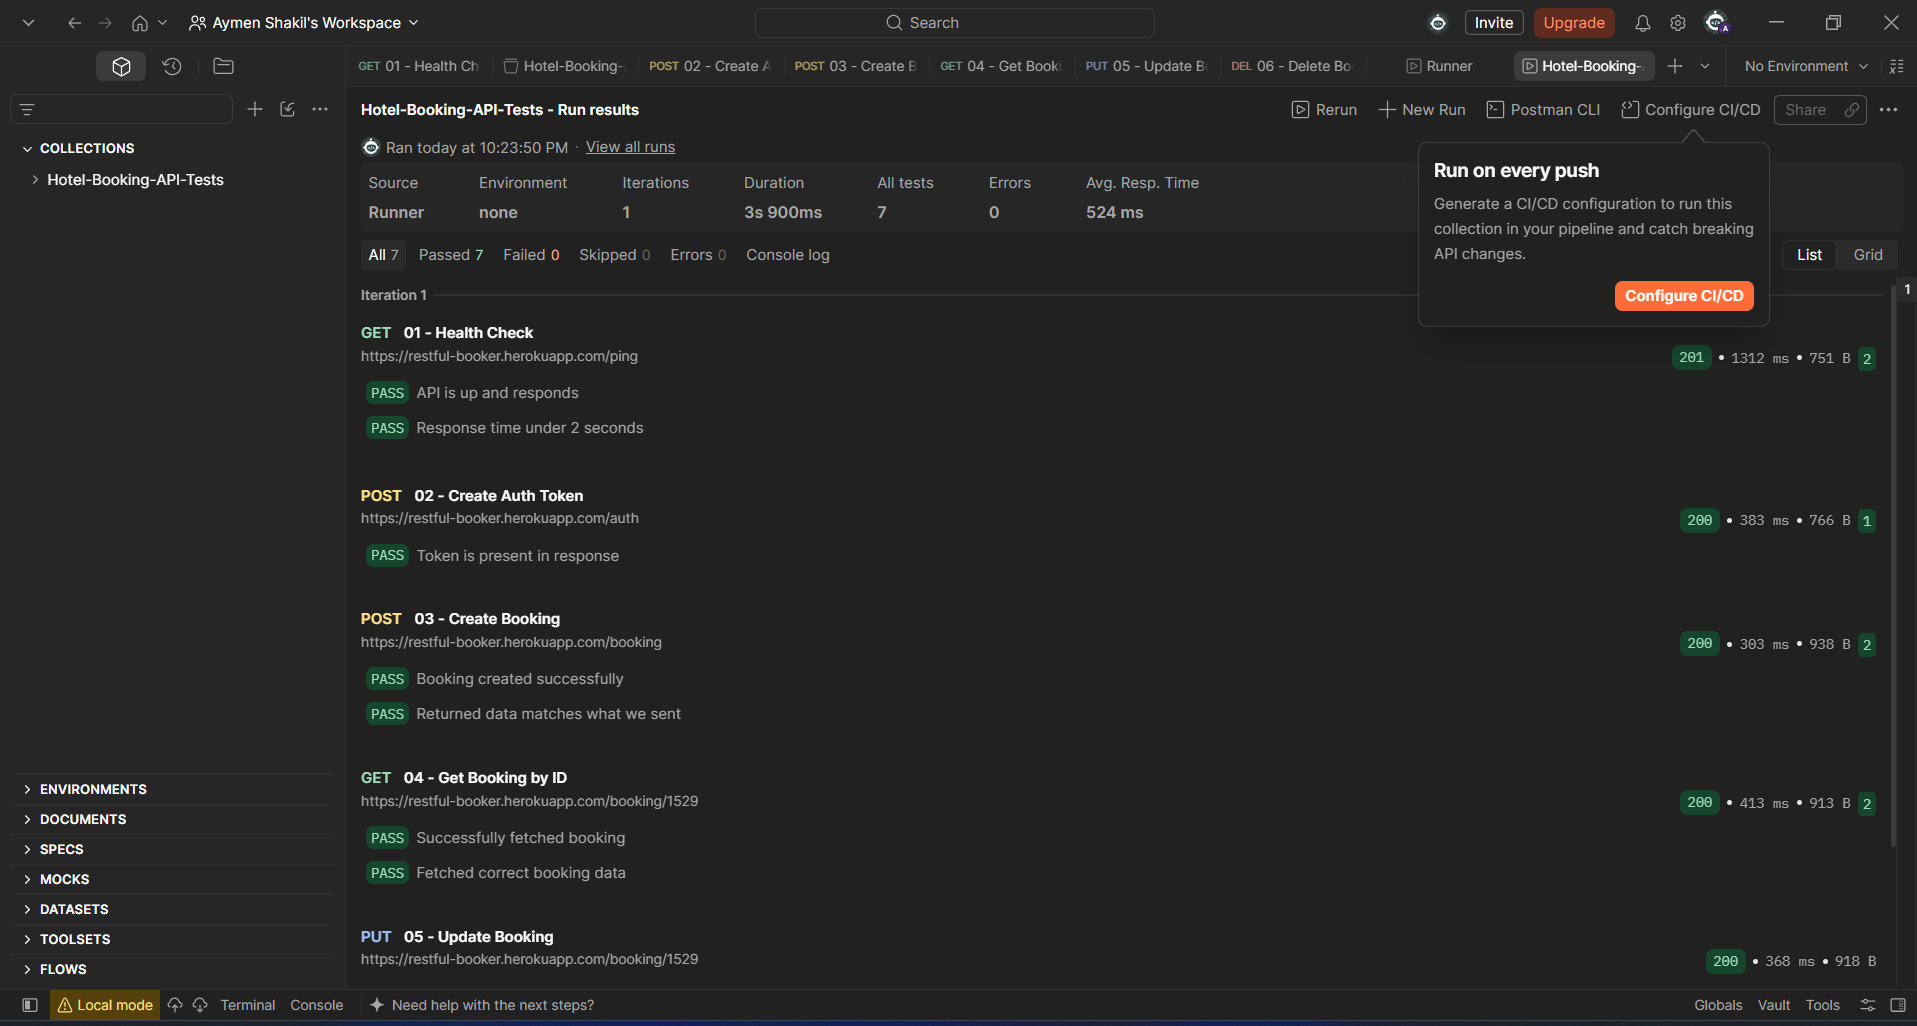 Aymen Shakil's Workspace
Search
Invite
Upgrade
A
GET 01 - Health Ch
Hotel-Booking-
POST 02 - Create A
POST 03 - Create B
GET 04 - Get Booki
PUT 05 - Update B
DEL 06 - Delete Bo
Runner
Hotel-Booking-
No Environment
Hotel-Booking-API-Tests - Run results
Rerun
New Run
Postman CLI
Configure CI/CD
Share
COLLECTIONS
Hotel-Booking-API-Tests
Ran today at 10:23:50 PM · View all runs
Source Environment Iterations Duration All tests Errors Avg. Resp. Time
Runner none 1 3s 900ms 7 0 524 ms
Run on every push
Generate a CI/CD configuration to run this
collection in your pipeline and catch breaking
API changes.
Configure CI/CD
All 7 Passed 7 Failed 0 Skipped 0 Errors 0 Console log
List Grid
Iteration 1
1
GET 01 - Health Check
https://restful-booker.herokuapp.com/ping
201 • 1312 ms • 751 B 2
PASS API is up and responds
PASS Response time under 2 seconds
POST 02 - Create Auth Token
https://restful-booker.herokuapp.com/auth
200 • 383 ms • 766 B 1
PASS Token is present in response
POST 03 - Create Booking
https://restful-booker.herokuapp.com/booking
200 • 303 ms • 938 B 2
PASS Booking created successfully
PASS Returned data matches what we sent
GET 04 - Get Booking by ID
https://restful-booker.herokuapp.com/booking/1529
200 • 413 ms • 913 B 2
PASS Successfully fetched booking
PASS Fetched correct booking data
PUT 05 - Update Booking
https://restful-booker.herokuapp.com/booking/1529
200 • 368 ms • 918 B
ENVIRONMENTS
DOCUMENTS
SPECS
MOCKS
DATASETS
TOOLSETS
FLOWS
Local mode
Terminal
Console
Need help with the next steps?
Globals
Vault
Tools